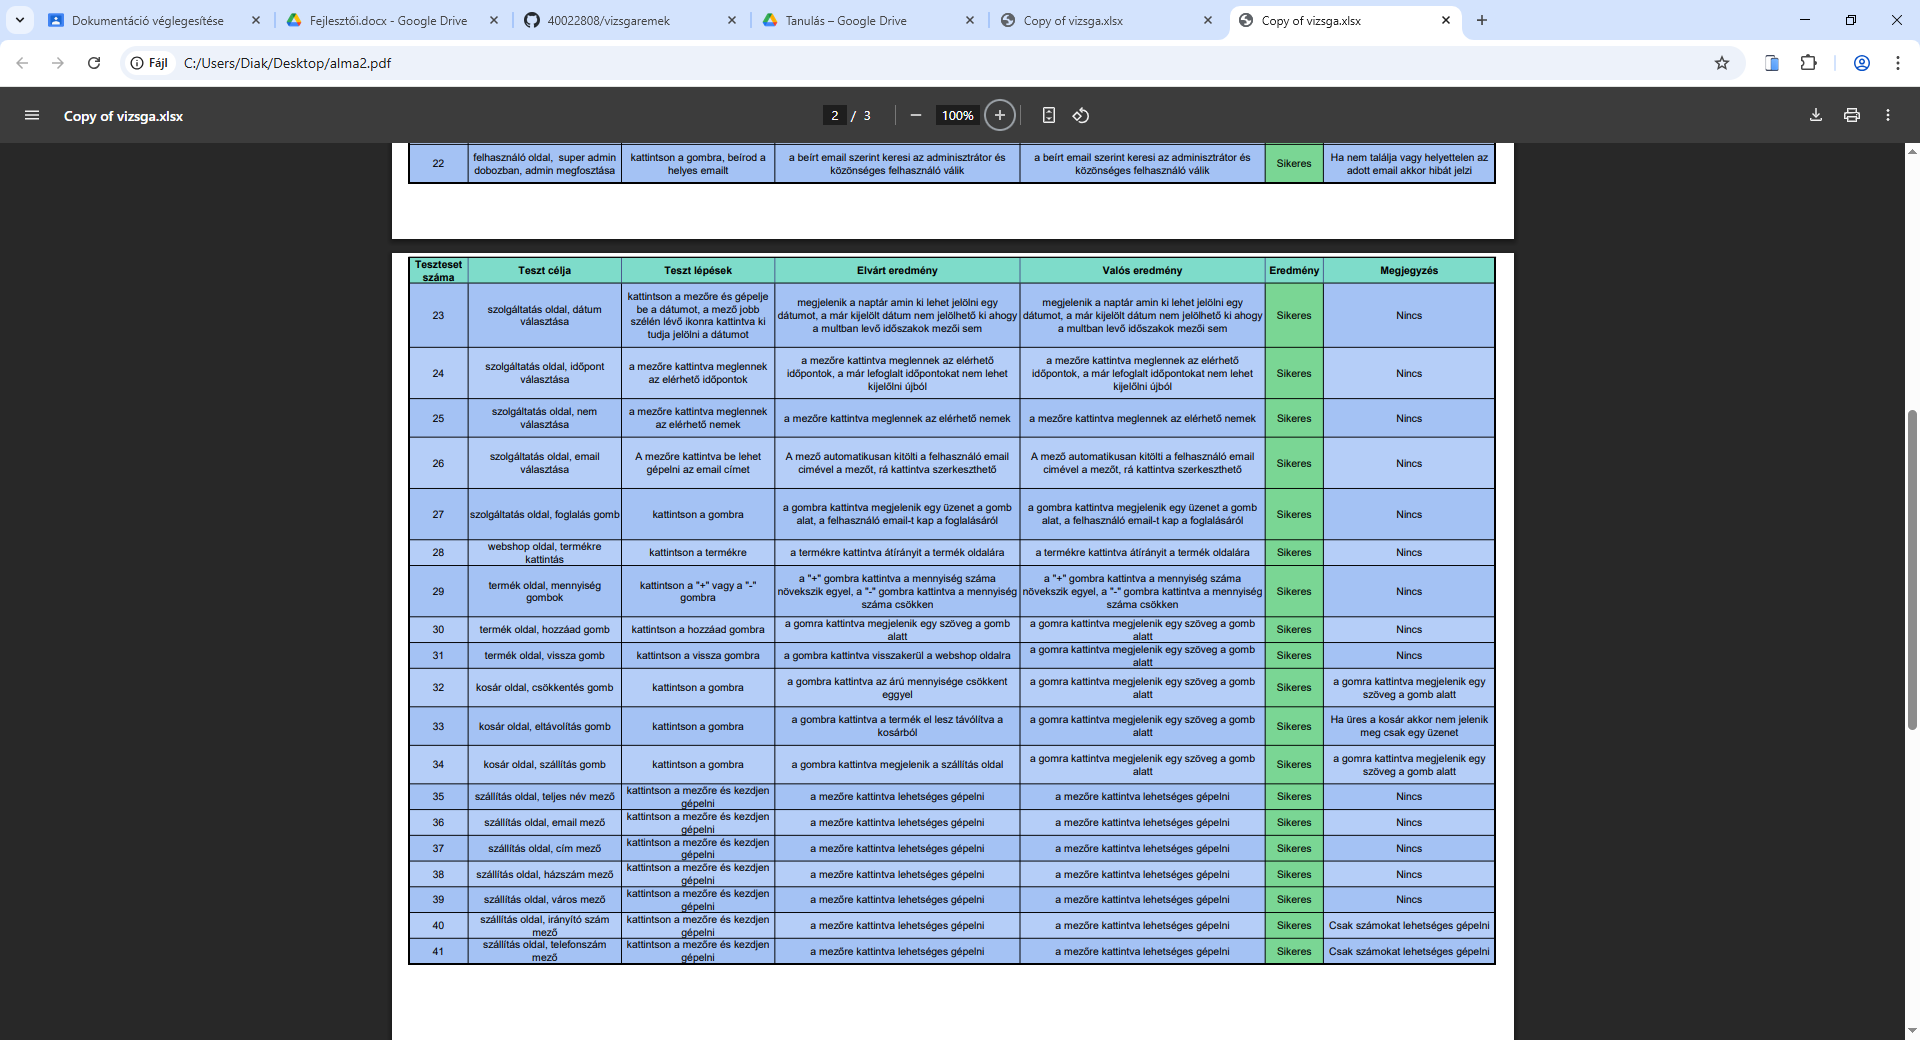 Dokumentáció véglegesítése
Fejlesztői.docx - Google Drive
40022808/vizsgaremek
Tanulás – Google Drive
Copy of vizsga.xlsx
Copy of vizsga.xlsx
Fájl
C:/Users/Diak/Desktop/alma2.pdf
Copy of vizsga.xlsx
2 / 3
100%
22
felhasználó oldal, super admin
dobozban, admin megfosztása
kattintson a gombra, beírod a
helyes emailt
a beírt email szerint keresi az adminisztrátor és
közönséges felhasználó válik
a beírt email szerint keresi az adminisztrátor és
közönséges felhasználó válik
Sikeres
Ha nem találja vagy helyettelen az
adott email akkor hibát jelzi
Teszteset
száma
Teszt célja
Teszt lépések
Elvárt eredmény
Valós eredmény
Eredmény
Megjegyzés
23
szolgáltatás oldal, dátum
választása
kattintson a mezőre és gépelje
be a dátumot, a mező jobb
szélén lévő ikonra kattintva ki
tudja jelölni a dátumot
megjelenik a naptár amin ki lehet jelölni egy
dátumot, a már kijelölt dátum nem jelölhető ki ahogy
a multban levő időszakok mezői sem
megjelenik a naptár amin ki lehet jelölni egy
dátumot, a már kijelölt dátum nem jelölhető ki ahogy
a multban levő időszakok mezői sem
Sikeres
Nincs
24
szolgáltatás oldal, időpont
választása
a mezőre kattintva meglennek
az elérhető időpontok
a mezőre kattintva meglennek az elérhető
időpontok, a már lefoglalt időpontokat nem lehet
kijelőlni újból
a mezőre kattintva meglennek az elérhető
időpontok, a már lefoglalt időpontokat nem lehet
kijelőlni újból
Sikeres
Nincs
25
szolgáltatás oldal, nem
választása
a mezőre kattintva meglennek
az elérhető nemek
a mezőre kattintva meglennek az elérhető nemek
a mezőre kattintva meglennek az elérhető nemek
Sikeres
Nincs
26
szolgáltatás oldal, email
választása
A mezőre kattintva be lehet
gépelni az email címet
A mező automatikusan kitölti a felhasználó email
cimével a mezőt, rá kattintva szerkeszthető
A mező automatikusan kitölti a felhasználó email
cimével a mezőt, rá kattintva szerkeszthető
Sikeres
Nincs
27
szolgáltatás oldal, foglalás gomb
kattintson a gombra
a gombra kattintva megjelenik egy üzenet a gomb
alat, a felhasználó email-t kap a foglalásáról
a gombra kattintva megjelenik egy üzenet a gomb
alat, a felhasználó email-t kap a foglalásáról
Sikeres
Nincs
28
webshop oldal, termékre
kattintás
kattintson a termékre
a termékre kattintva átírányit a termék oldalára
a termékre kattintva átírányit a termék oldalára
Sikeres
Nincs
29
termék oldal, mennyiség
gombok
kattintson a "+" vagy a "-"
gombra
a "+" gombra kattintva a mennyiség száma
növekszik egyel, a "-" gombra kattintva a mennyiség
száma csökken
a "+" gombra kattintva a mennyiség száma
növekszik egyel, a "-" gombra kattintva a mennyiség
száma csökken
Sikeres
Nincs
30
termék oldal, hozzáad gomb
kattintson a hozzáad gombra
a gomra kattintva megjelenik egy szöveg a gomb
alatt
a gomra kattintva megjelenik egy szöveg a gomb
alatt
Sikeres
Nincs
31
termék oldal, vissza gomb
kattintson a vissza gombra
a gombra kattintva visszakerül a webshop oldalra
a gomra kattintva megjelenik egy szöveg a gomb
alatt
Sikeres
Nincs
32
kosár oldal, csökkentés gomb
kattintson a gombra
a gombra kattintva az árú mennyisége csökkent
eggyel
a gomra kattintva megjelenik egy szöveg a gomb
alatt
Sikeres
a gomra kattintva megjelenik egy
szöveg a gomb alatt
33
kosár oldal, eltávolítás gomb
kattintson a gombra
a gombra kattintva a termék el lesz távólítva a
kosárból
a gomra kattintva megjelenik egy szöveg a gomb
alatt
Sikeres
Ha üres a kosár akkor nem jelenik
meg csak egy üzenet
34
kosár oldal, szállítás gomb
kattintson a gombra
a gombra kattintva megjelenik a szállítás oldal
a gomra kattintva megjelenik egy szöveg a gomb
alatt
Sikeres
a gomra kattintva megjelenik egy
szöveg a gomb alatt
35
szállítás oldal, teljes név mező
kattintson a mezőre és kezdjen
gépelni
a mezőre kattintva lehetséges gépelni
a mezőre kattintva lehetséges gépelni
Sikeres
Nincs
36
szállítás oldal, email mező
kattintson a mezőre és kezdjen
gépelni
a mezőre kattintva lehetséges gépelni
a mezőre kattintva lehetséges gépelni
Sikeres
Nincs
37
szállítás oldal, cím mező
kattintson a mezőre és kezdjen
gépelni
a mezőre kattintva lehetséges gépelni
a mezőre kattintva lehetséges gépelni
Sikeres
Nincs
38
szállítás oldal, házszám mező
kattintson a mezőre és kezdjen
gépelni
a mezőre kattintva lehetséges gépelni
a mezőre kattintva lehetséges gépelni
Sikeres
Nincs
39
szállítás oldal, város mező
kattintson a mezőre és kezdjen
gépelni
a mezőre kattintva lehetséges gépelni
a mezőre kattintva lehetséges gépelni
Sikeres
Nincs
40
szállítás oldal, irányító szám
mező
kattintson a mezőre és kezdjen
gépelni
a mezőre kattintva lehetséges gépelni
a mezőre kattintva lehetséges gépelni
Sikeres
Csak számokat lehetséges gépelni
41
szállítás oldal, telefonszám
mező
kattintson a mezőre és kezdjen
gépelni
a mezőre kattintva lehetséges gépelni
a mezőre kattintva lehetséges gépelni
Sikeres
Csak számokat lehetséges gépelni